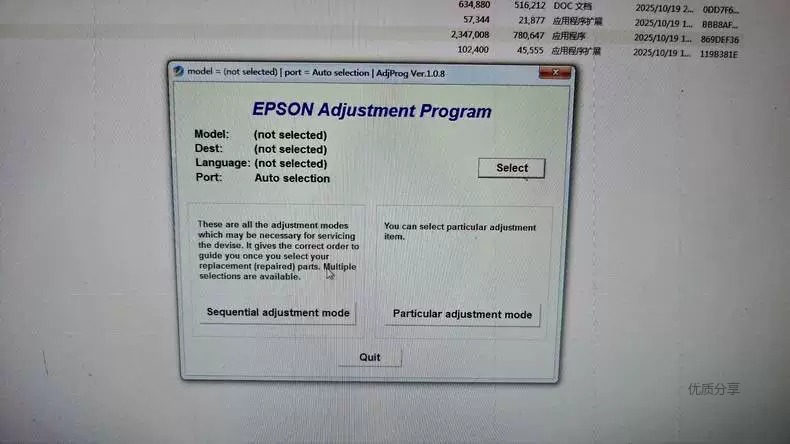 634,880 516,212 DOC 文档 2025/10/19 2... 0DD7F6...
57,344 21,877 应用程序扩展 2025/10/19 1... BBB8AF...
2,347,008 780,647 应用程序 2025/10/19 1... 869DEF36
102,400 45,555 应用程序扩展 2025/10/19 1... 119B381E
model = (not selected) | port = Auto selection | AdjProg Ver.1.0.8
EPSON Adjustment Program
Model: (not selected)
Dest: (not selected)
Language: (not selected)
Port: Auto selection
Select
These are all the adjustment modes
which may be necessary for servicing
the devise. It gives the correct order to
guide you once you select your
replacement (repaired) parts. Multiple
selections are available.
You can select particular adjustment
item.
Sequential adjustment mode
Particular adjustment mode
Quit
优质分享